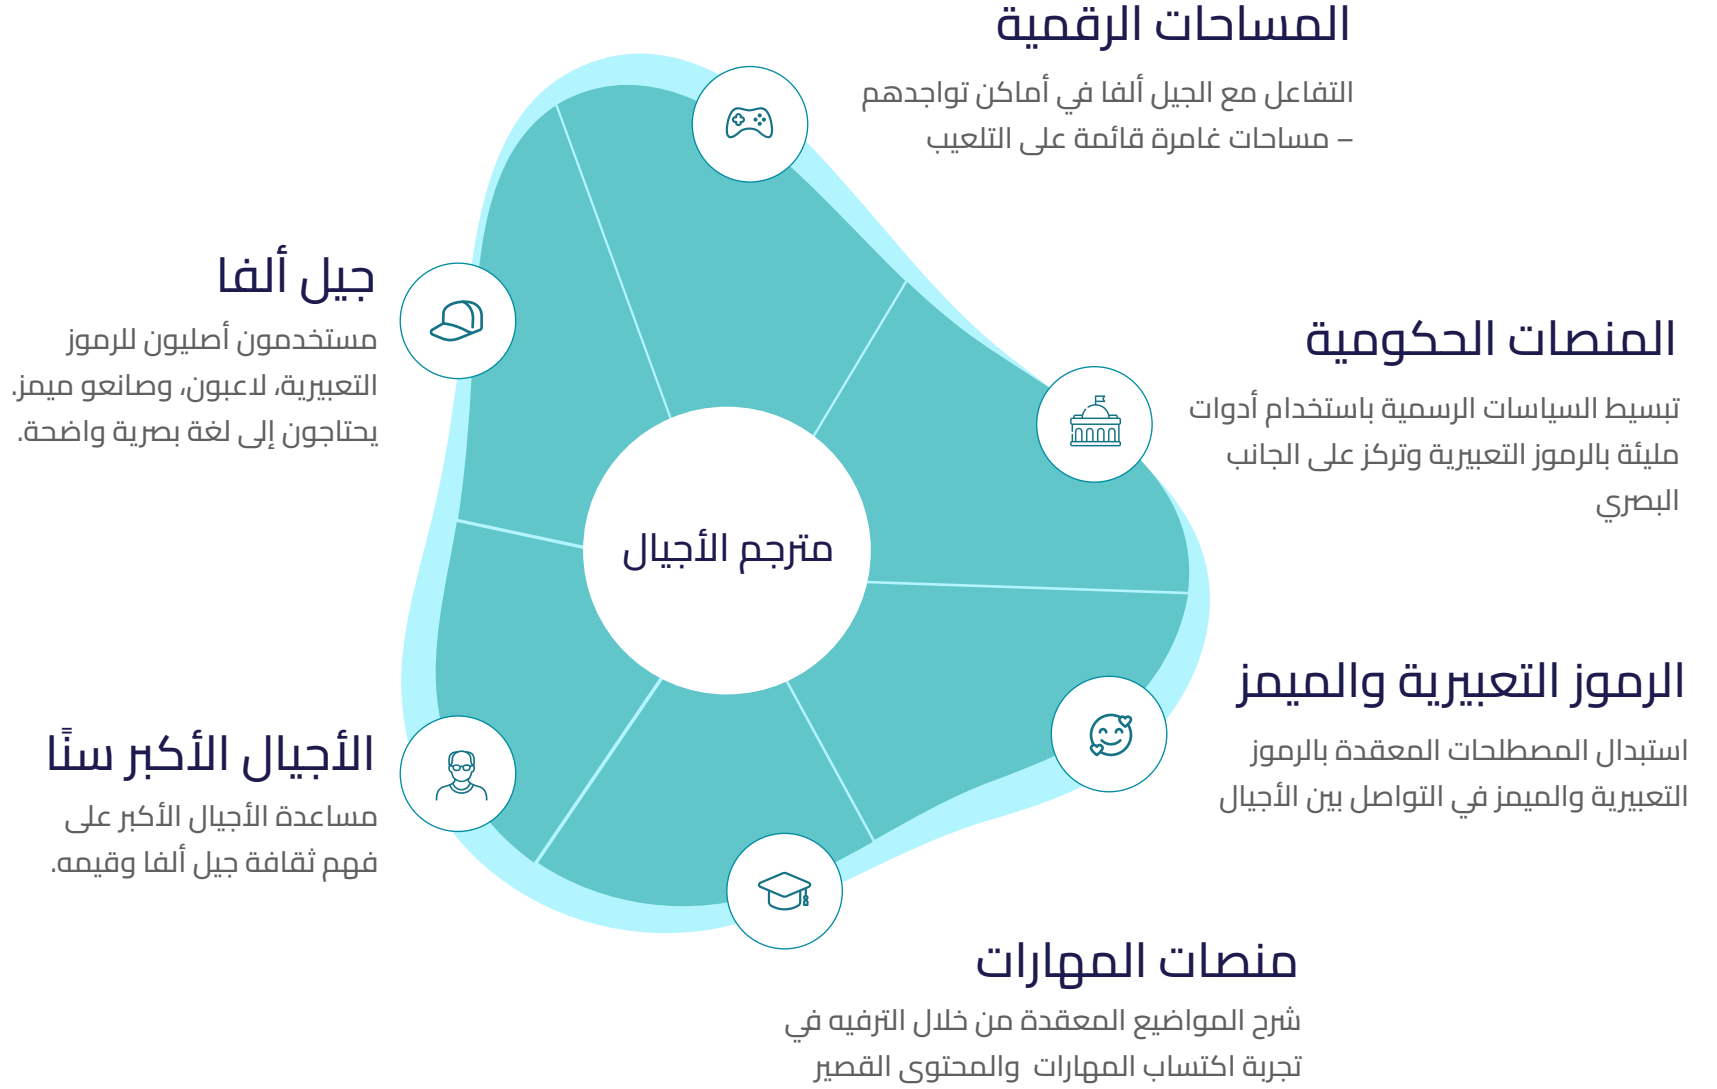 المساحات الرقمية
التفاعل مع الجيل ألفا في أماكن تواجدهم
– مساحات غامرة قائمة على التلعيب
المنصات الحكومية
تبسيط السياسات الرسمية باستخدام أدوات
مليئة بالرموز التعبيرية وتركز على الجانب
البصري
الرموز التعبيرية والميمز
استبدال المصطلحات المعقدة بالرموز
التعبيرية والميمز في التواصل بين الأجيال
منصات المهارات
شرح المواضيع المعقدة من خلال الترفيه في
تجربة اكتساب المهارات والمحتوى القصير
الأجيال الأكبر سنًا
مساعدة الأجيال الأكبر على
فهم ثقافة جيل ألفا وقيمه.
جيل ألفا
مستخدمون أصليون للرموز
التعبيرية، لاعبون، وصانعو ميمز.
يحتاجون إلى لغة بصرية واضحة.
مترجم الأجيال